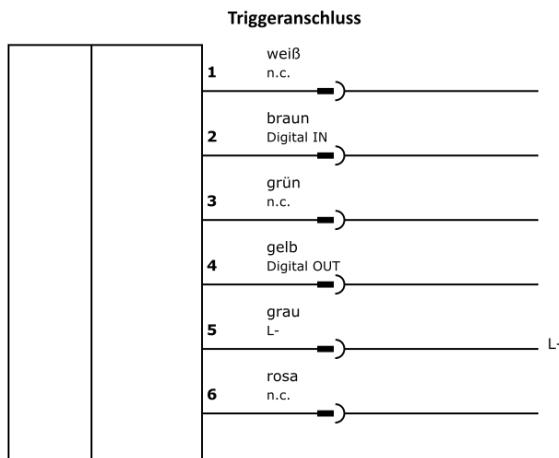 Triggeranschluss
weiß
1 n.c.
braun
2 Digital IN
grün
3 n.c.
gelb
4 Digital OUT
grau
5 L-
L-
rosa
6 n.c.